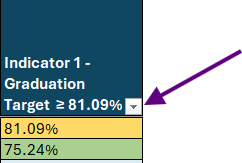 Indicator 1 -
Graduation
Target ≥ 81.09%
81.09%
75.24%